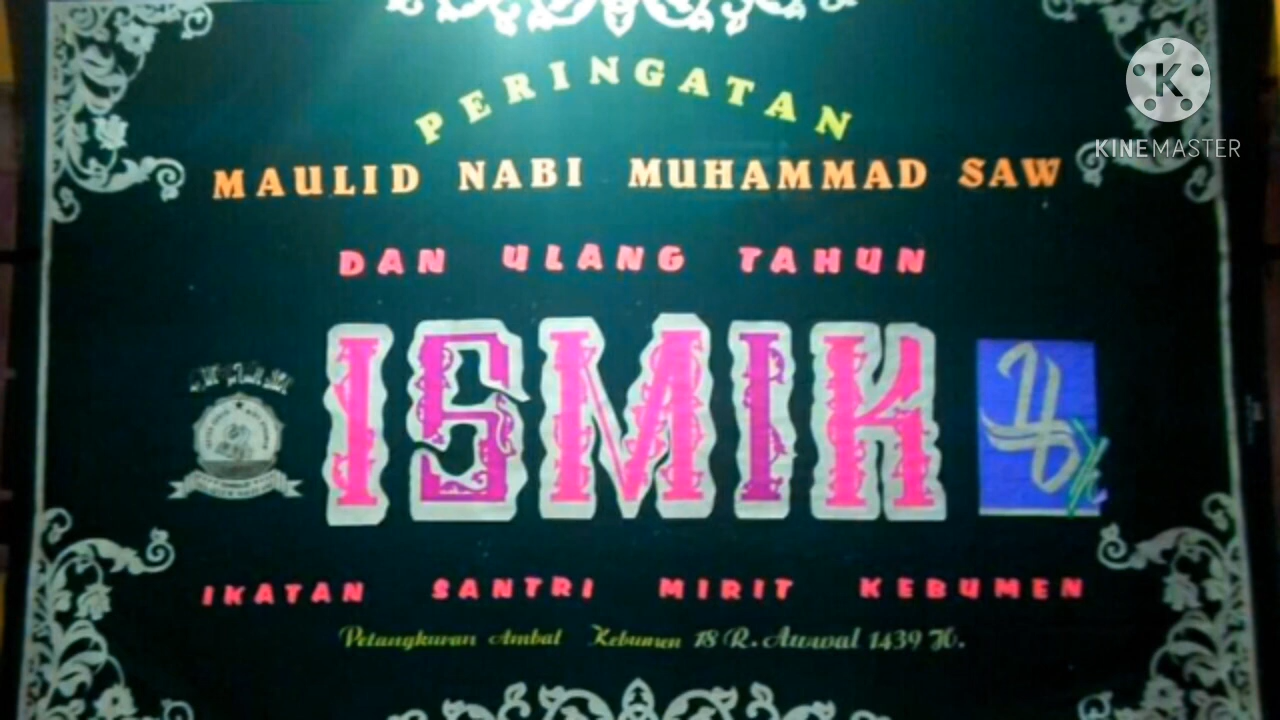 PERINGATAN
MAULID NABI MUHAMMAD SAW
DAN ULANG TAHUN
ISMIK
IKATAN SANTRI MIRIT KEBUMEN
Petangkuran Ambal Kebumen 18 R. Awwal 1439 H.
K
KINEMASTER